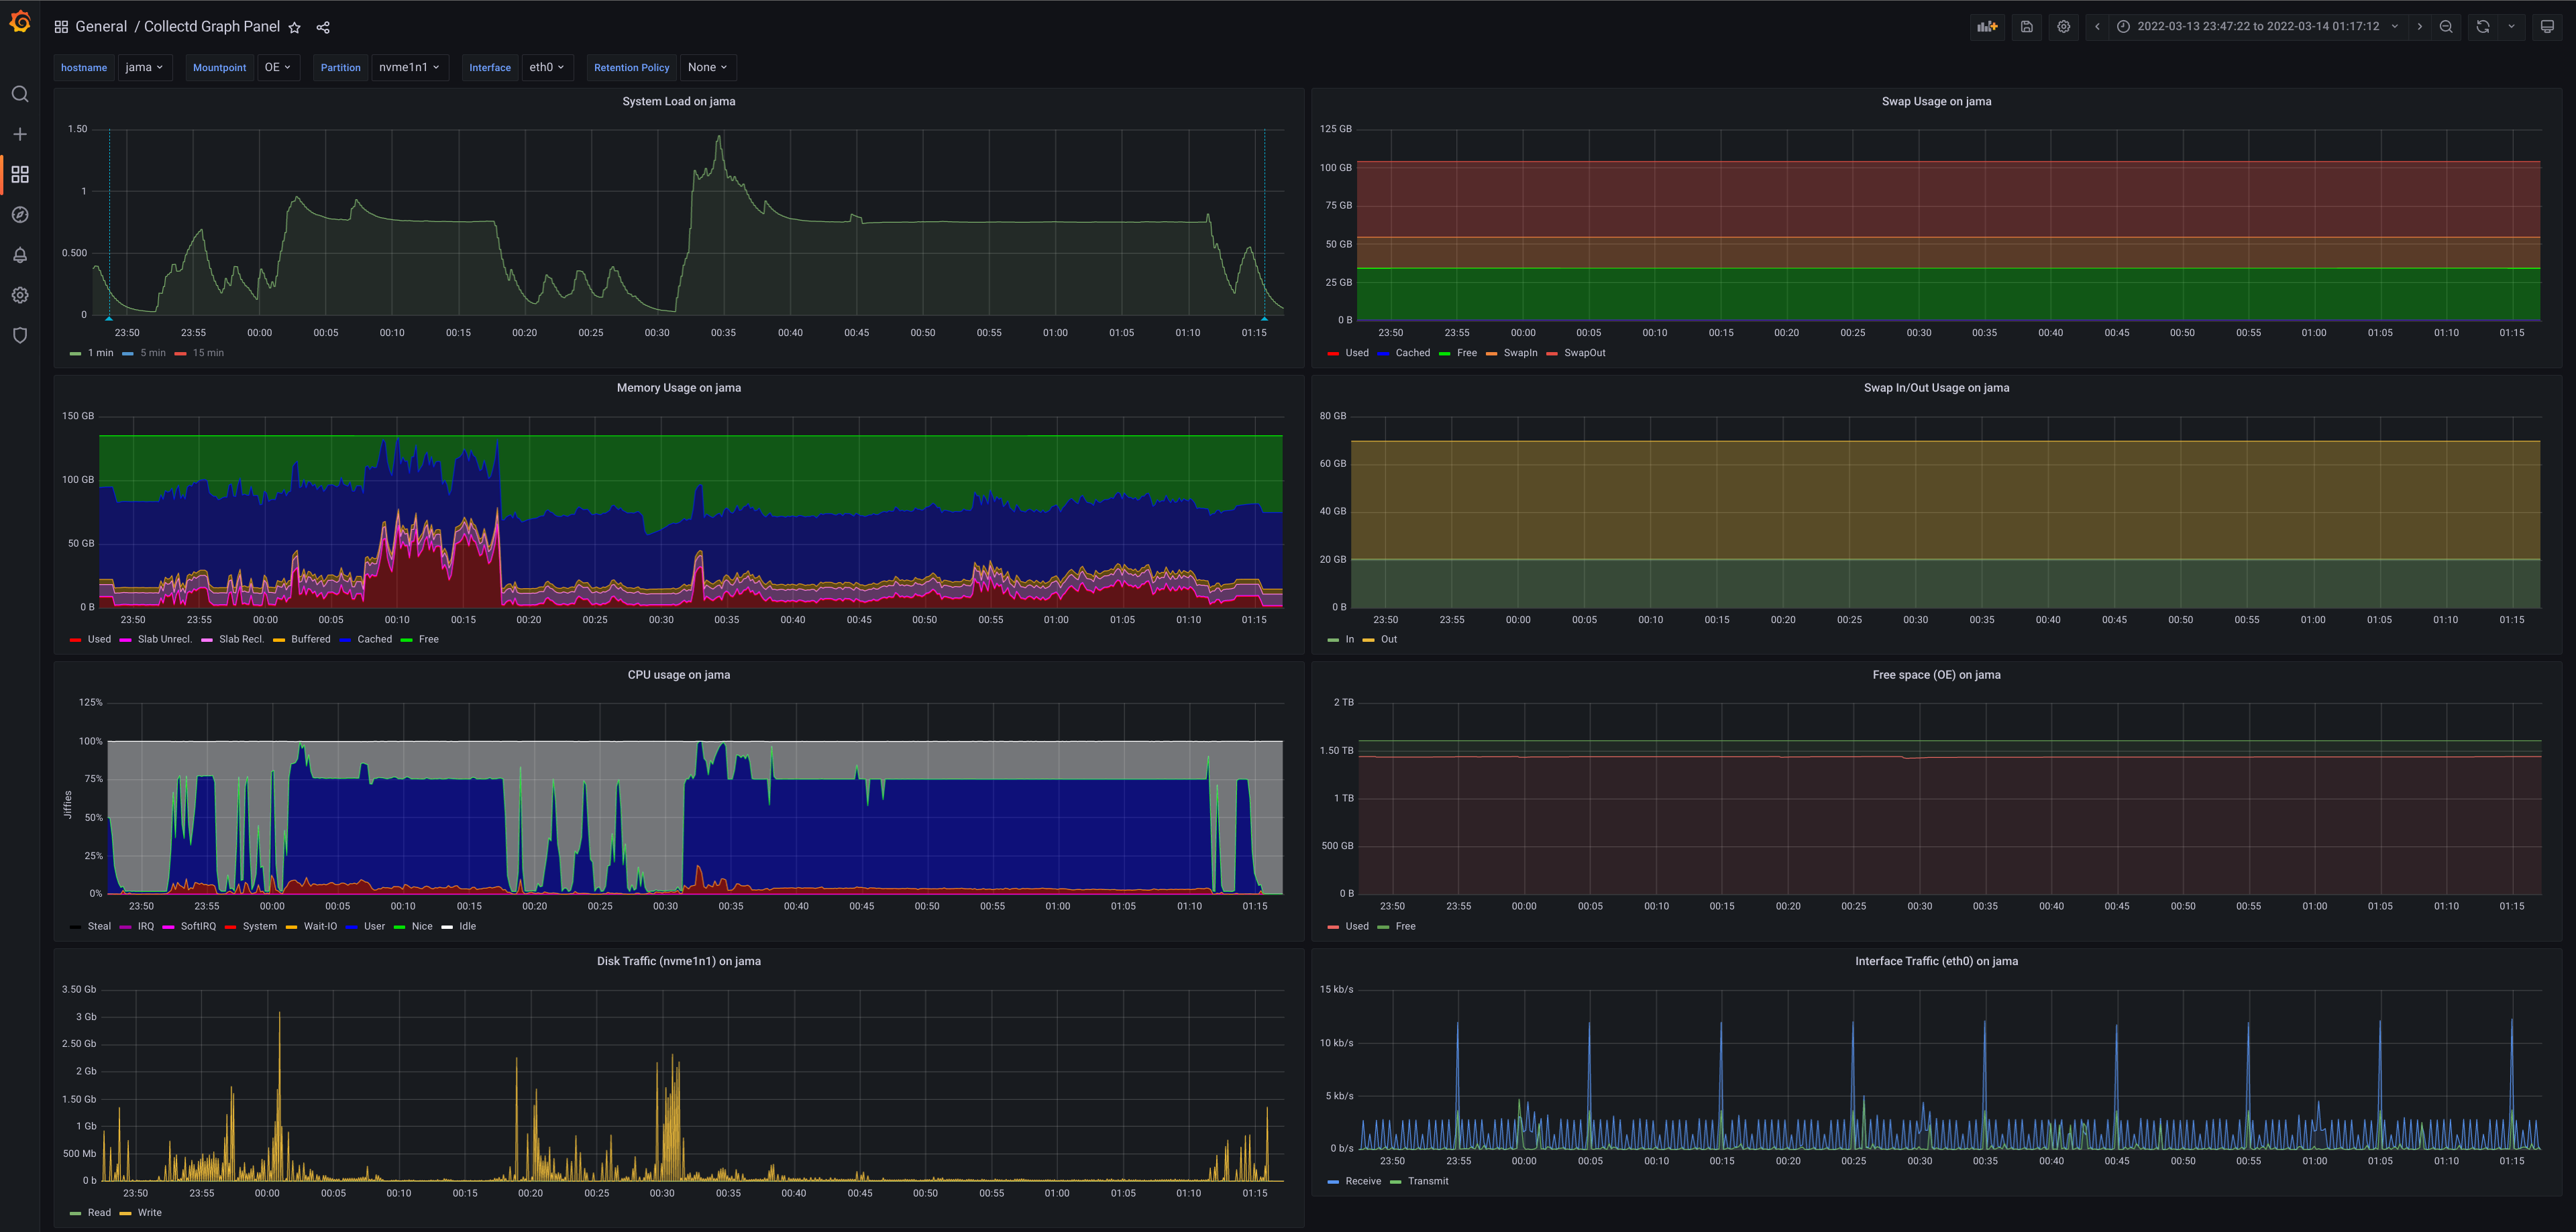 General / Collectd Graph Panel
2022-03-13 23:47:22 to 2022-03-14 01:17:12
hostname jama Mountpoint OE Partition nvme1n1 Interface eth0 Retention Policy None
System Load on jama
1.50
1
0.500
0
23:50 23:55 00:00 00:05 00:10 00:15 00:20 00:25 00:30 00:35 00:40 00:45 00:50 00:55 01:00 01:05 01:10 01:15
1 min 5 min 15 min
Swap Usage on jama
125 GB
100 GB
75 GB
50 GB
25 GB
0 B
23:50 23:55 00:00 00:05 00:10 00:15 00:20 00:25 00:30 00:35 00:40 00:45 00:50 00:55 01:00 01:05 01:10 01:15
Used Cached Free SwapIn SwapOut
Memory Usage on jama
150 GB
100 GB
50 GB
0 B
23:50 23:55 00:00 00:05 00:10 00:15 00:20 00:25 00:30 00:35 00:40 00:45 00:50 00:55 01:00 01:05 01:10 01:15
Used Slab Unrecl. Slab Recl. Buffered Cached Free
Swap In/Out Usage on jama
80 GB
60 GB
40 GB
20 GB
0 B
23:50 23:55 00:00 00:05 00:10 00:15 00:20 00:25 00:30 00:35 00:40 00:45 00:50 00:55 01:00 01:05 01:10 01:15
In Out
CPU usage on jama
Jiffies
125%
100%
75%
50%
25%
0%
23:50 23:55 00:00 00:05 00:10 00:15 00:20 00:25 00:30 00:35 00:40 00:45 00:50 00:55 01:00 01:05 01:10 01:15
Steal IRQ SoftIRQ System Wait-IO User Nice Idle
Free space (OE) on jama
2 TB
1.50 TB
1 TB
500 GB
0 B
23:50 23:55 00:00 00:05 00:10 00:15 00:20 00:25 00:30 00:35 00:40 00:45 00:50 00:55 01:00 01:05 01:10 01:15
Used Free
Disk Traffic (nvme1n1) on jama
3.50 Gb
3 Gb
2.50 Gb
2 Gb
1.50 Gb
1 Gb
500 Mb
0 b
23:50 23:55 00:00 00:05 00:10 00:15 00:20 00:25 00:30 00:35 00:40 00:45 00:50 00:55 01:00 01:05 01:10 01:15
Read Write
Interface Traffic (eth0) on jama
15 kb/s
10 kb/s
5 kb/s
0 b/s
23:50 23:55 00:00 00:05 00:10 00:15 00:20 00:25 00:30 00:35 00:40 00:45 00:50 00:55 01:00 01:05 01:10 01:15
Receive Transmit